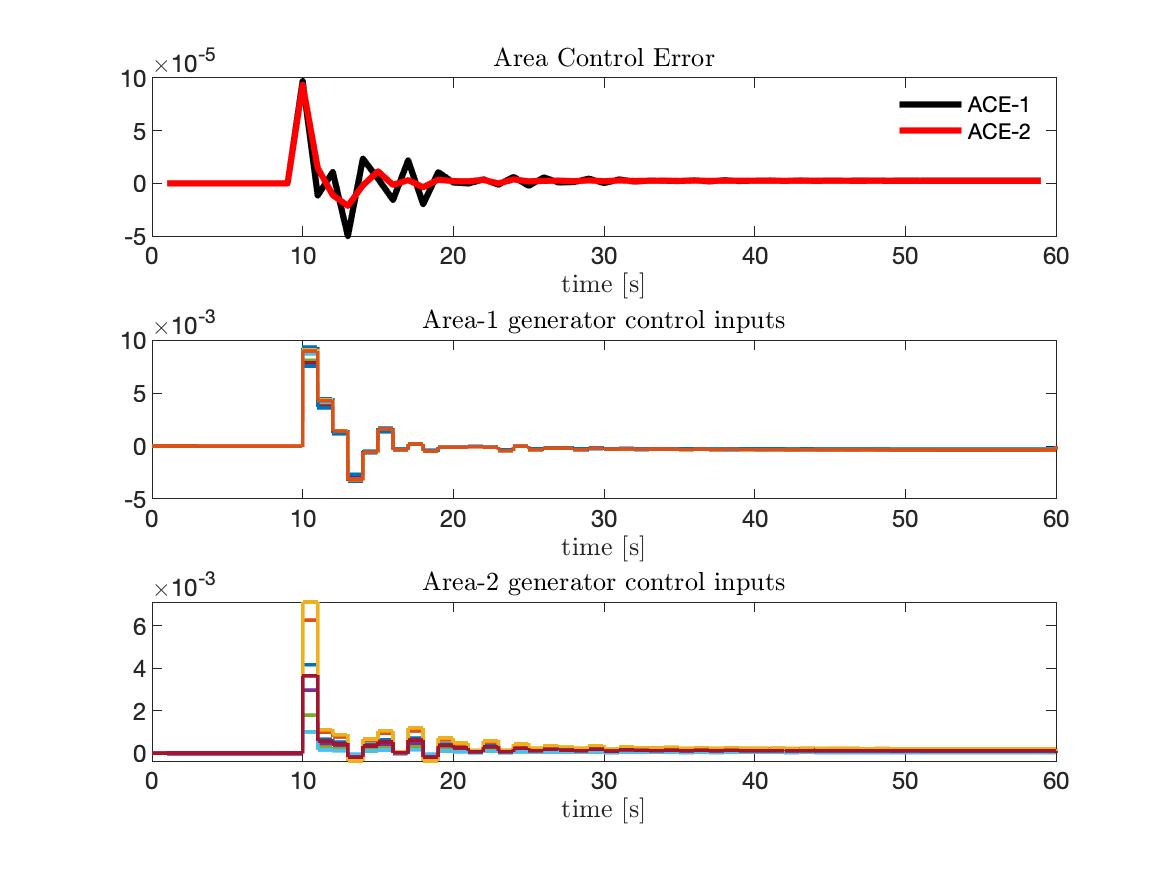 ×10-5
Area Control Error
10
5
0
-5
ACE-1
ACE-2
0 10 20 30 40 50 60
time [s]
×10-3
Area-1 generator control inputs
10
5
0
-5
0 10 20 30 40 50 60
time [s]
×10-3
Area-2 generator control inputs
6
4
2
0
0 10 20 30 40 50 60
time [s]